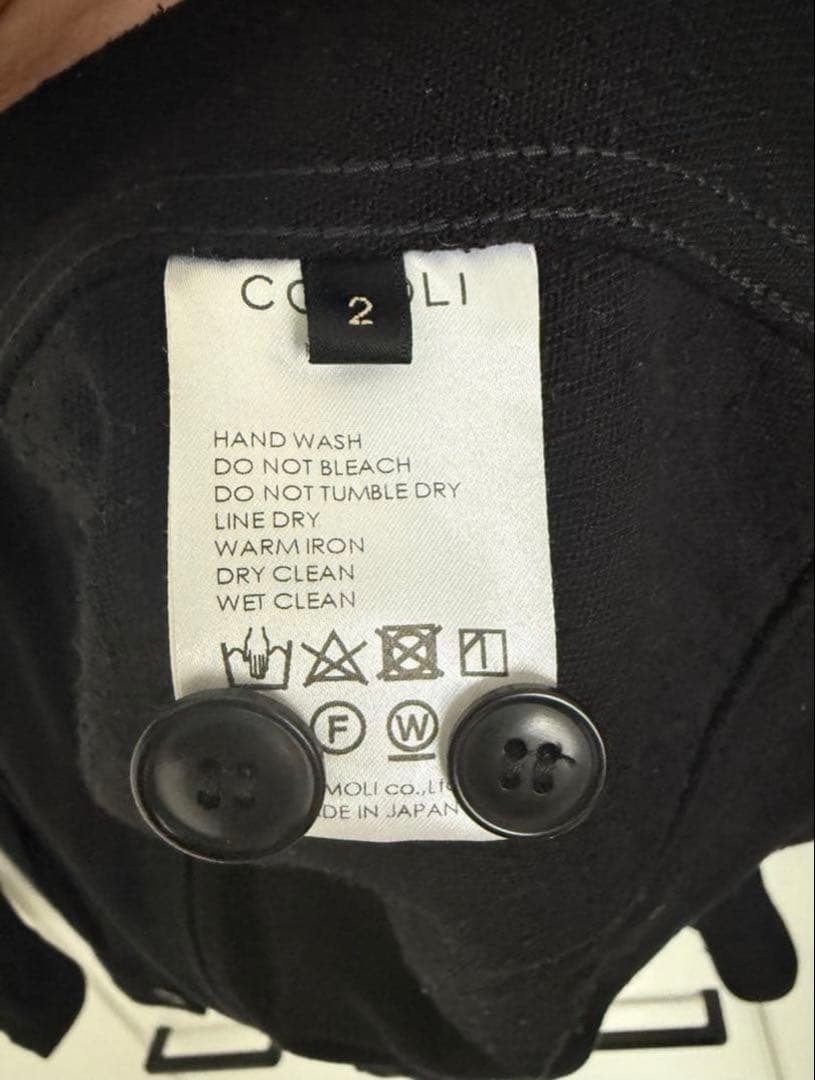 2
HAND WASH
DO NOT BLEACH
DO NOT TUMBLE DRY
LINE DRY
WARM IRON
DRY CLEAN
WET CLEAN
F W
MOLI co.,Lt
DE IN JAPAN